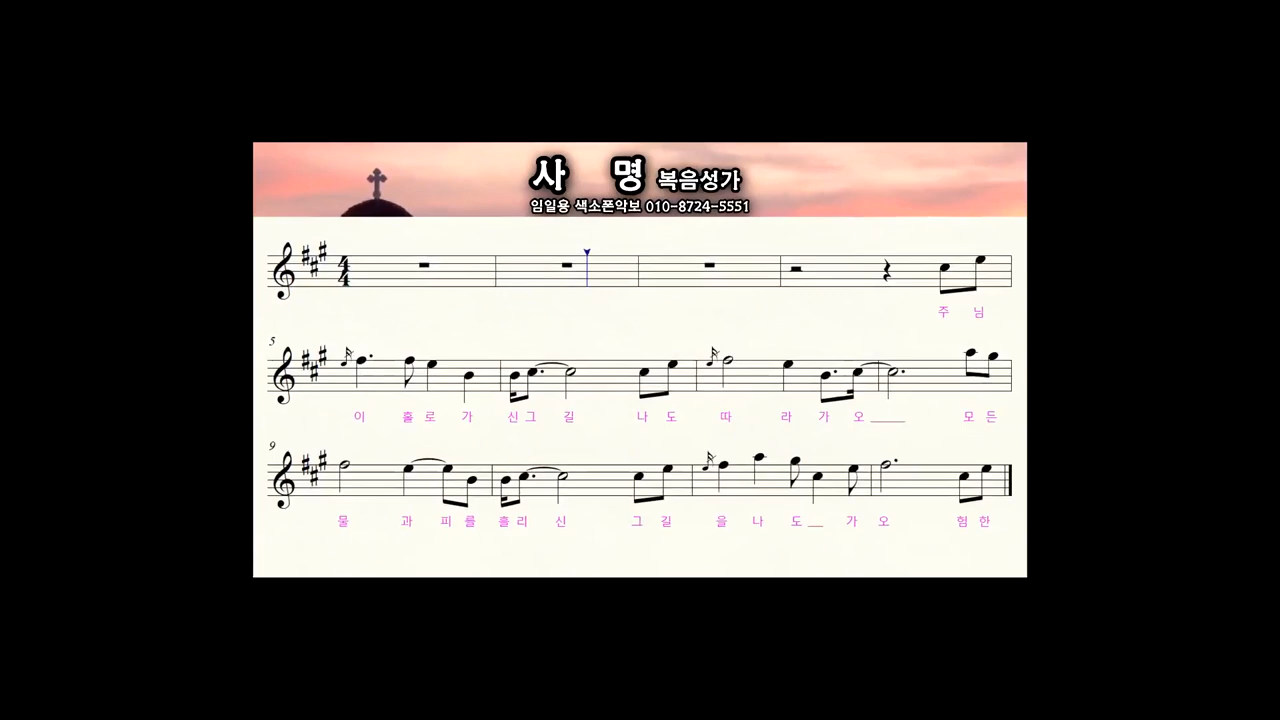 사 명 복음성가
임일용 색소폰악보 010-8724-5551
주 님
5
이 홀 로 가 신 그 길 나 도 따 라 가 오
모 든
9
물 과 피 를 흘 리 신 그 길 을 나 도 가 오 험 한